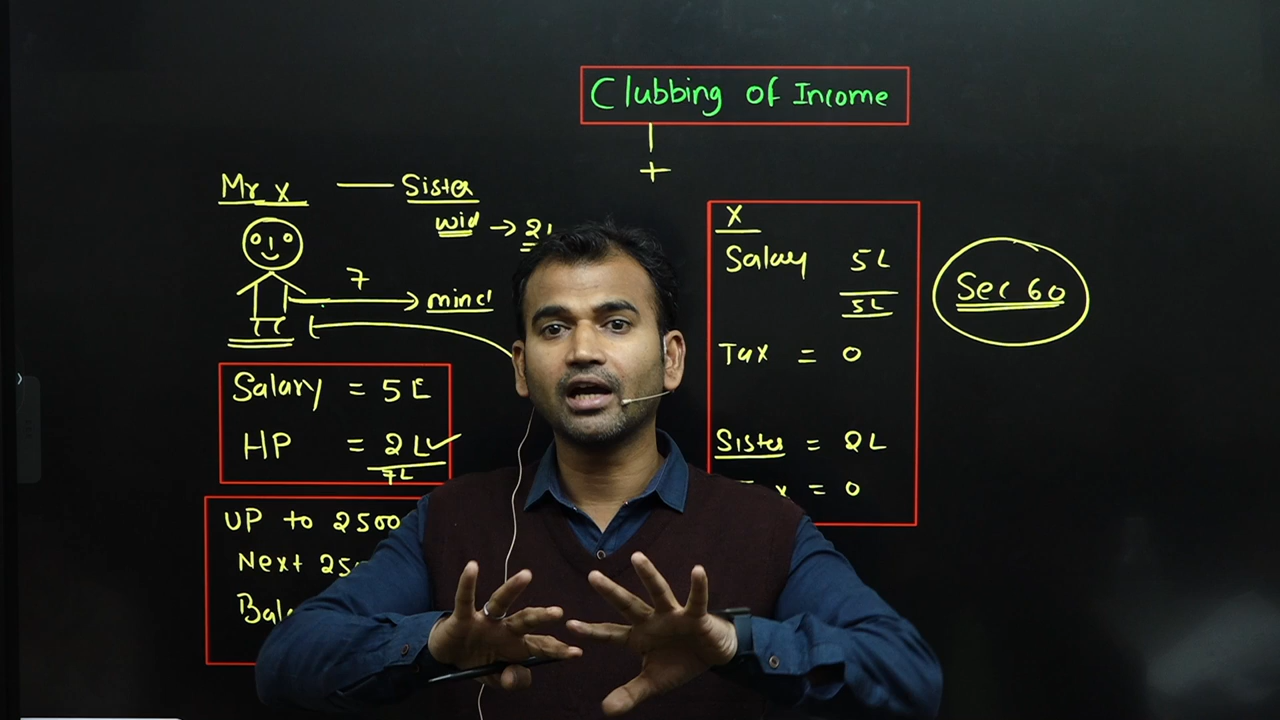 Clubbing of Income
+
Mr X — Sister
wid → 2L
7
→ mind
Salary = 5L
HP = 2L ✓
7L
UP to 2500
Next 25
Bal
X
Salary 5L
5L
Tax = 0
Sister = 2L
x = 0
Sec 60